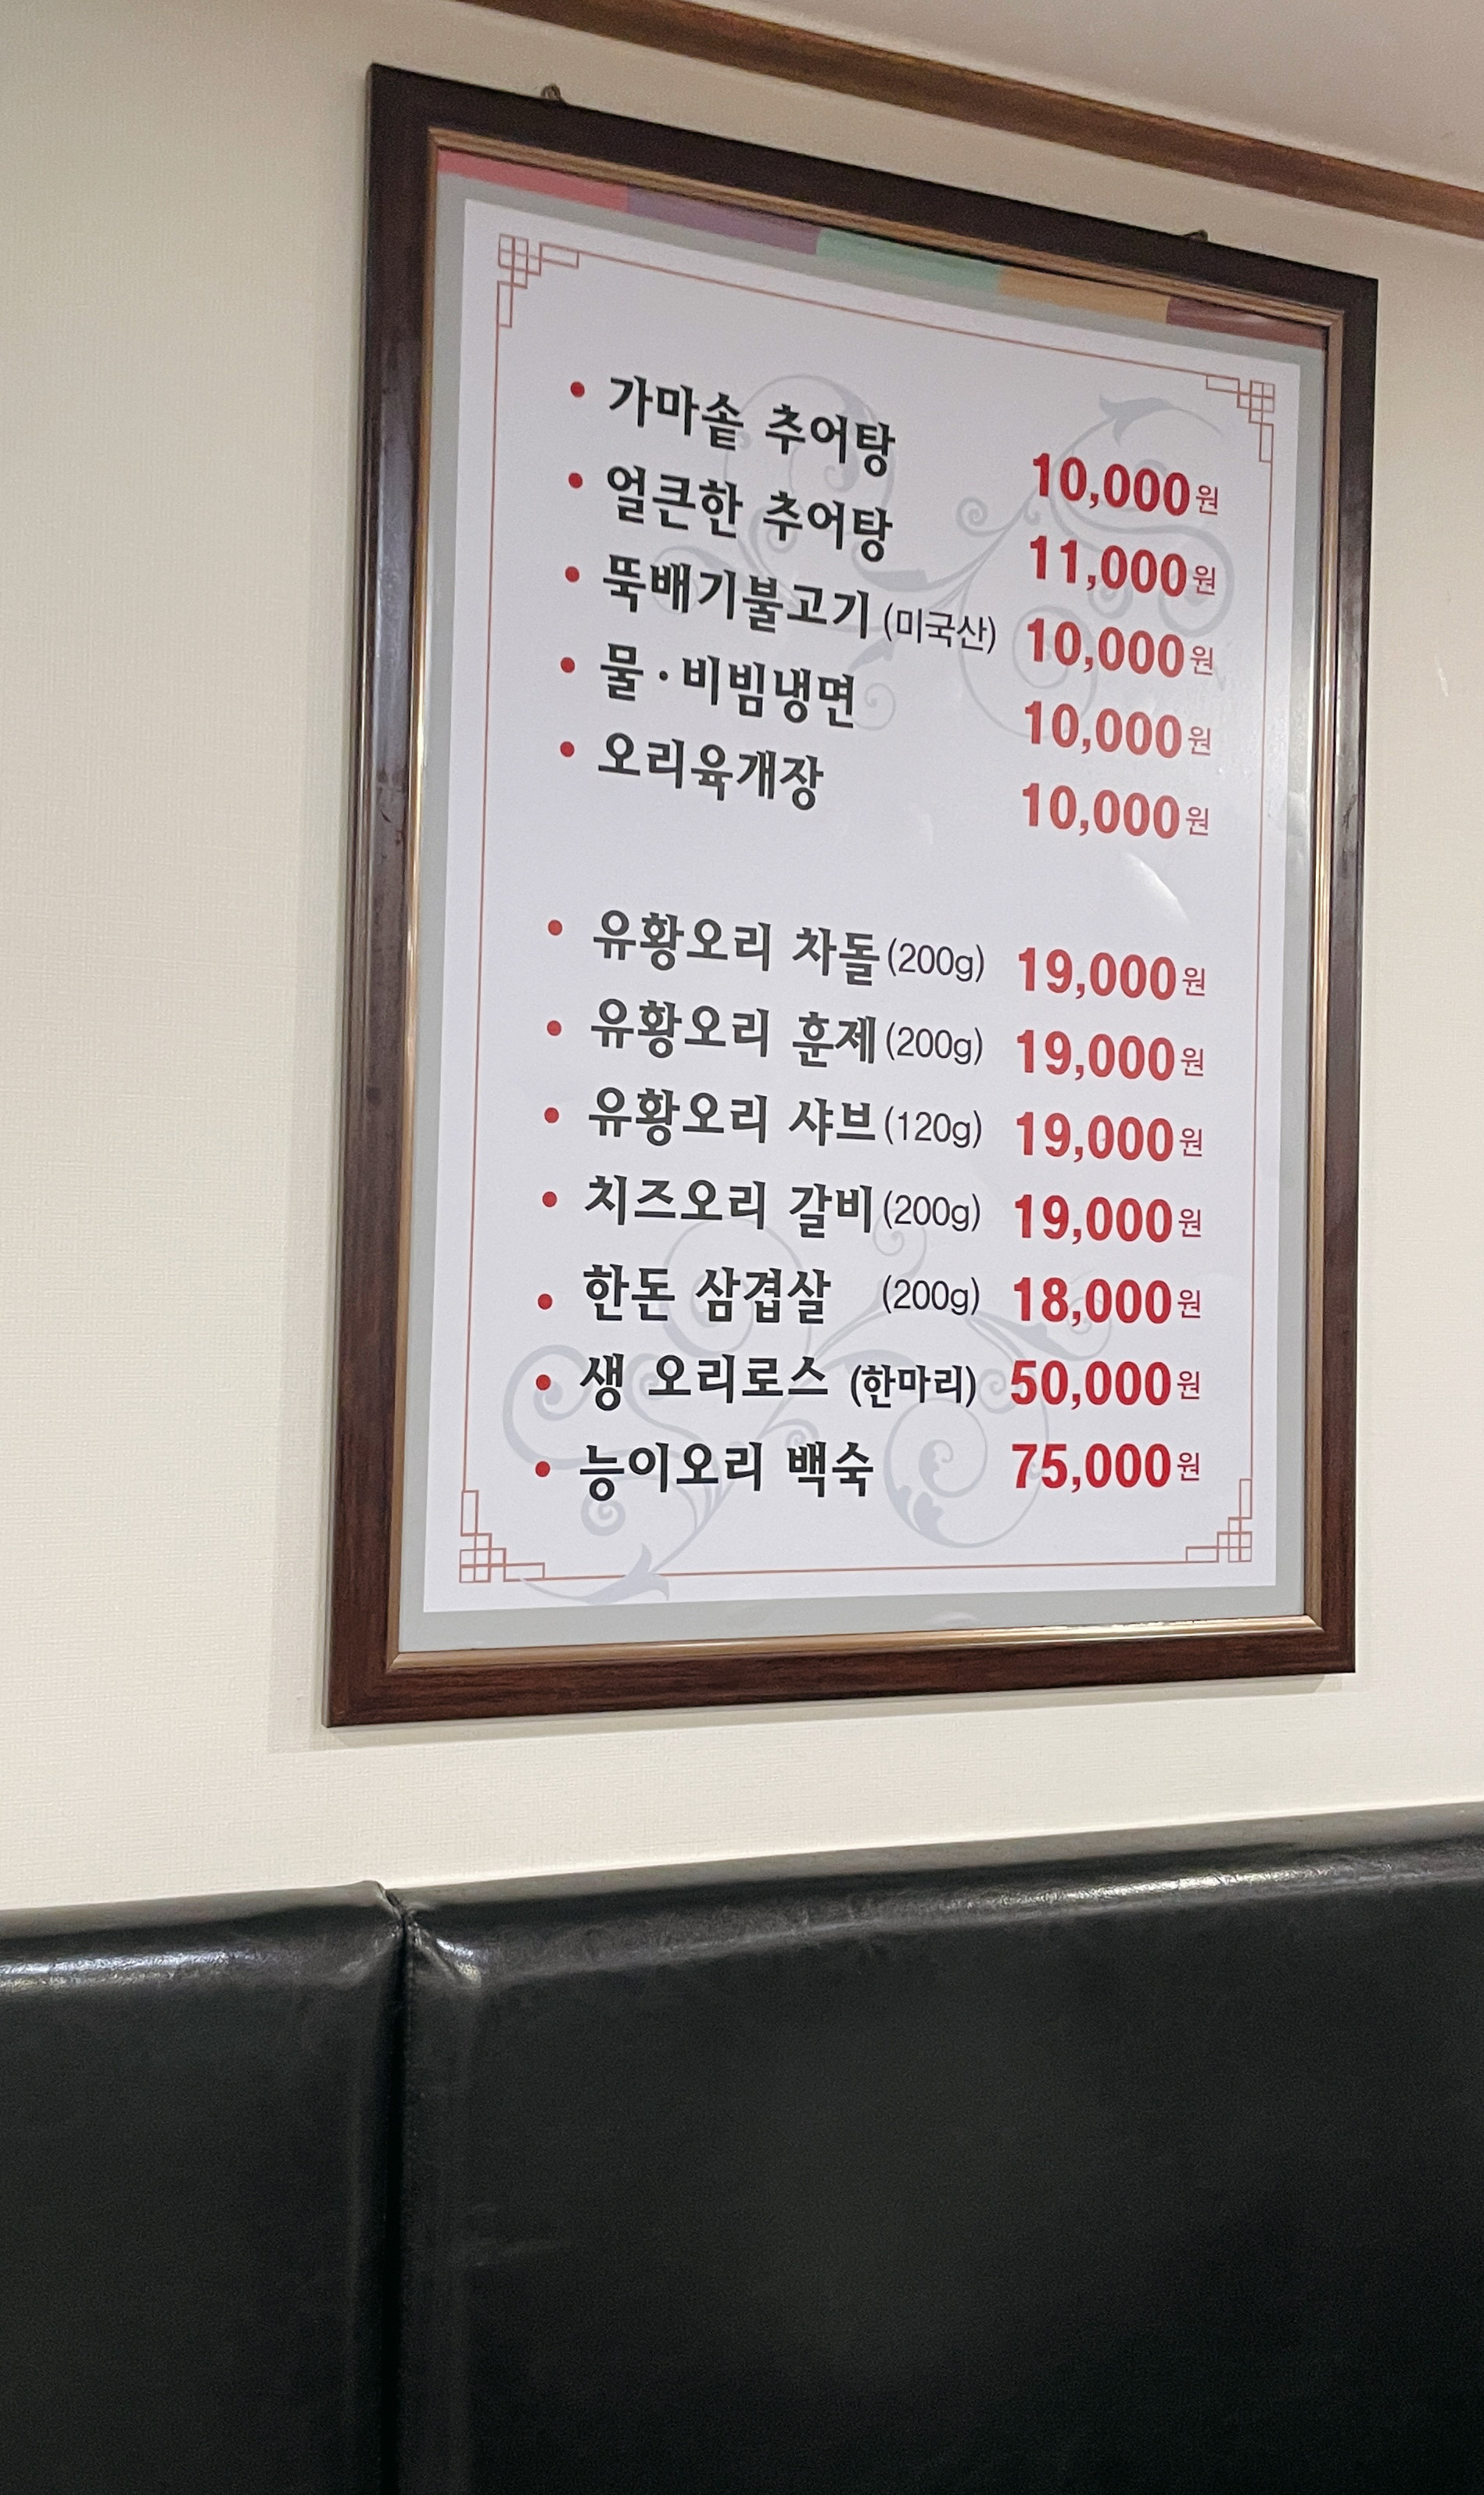 • 가마솥 추어탕 10,000원
• 얼큰한 추어탕 11,000원
• 뚝배기불고기 (미국산) 10,000원
• 물·비빔냉면 10,000원
• 오리육개장 10,000원
• 유황오리 차돌 (200g) 19,000원
• 유황오리 훈제 (200g) 19,000원
• 유황오리 샤브 (120g) 19,000원
• 치즈오리 갈비 (200g) 19,000원
• 한돈 삼겹살 (200g) 18,000원
• 생 오리로스 (한마리) 50,000원
• 능이오리 백숙 75,000원